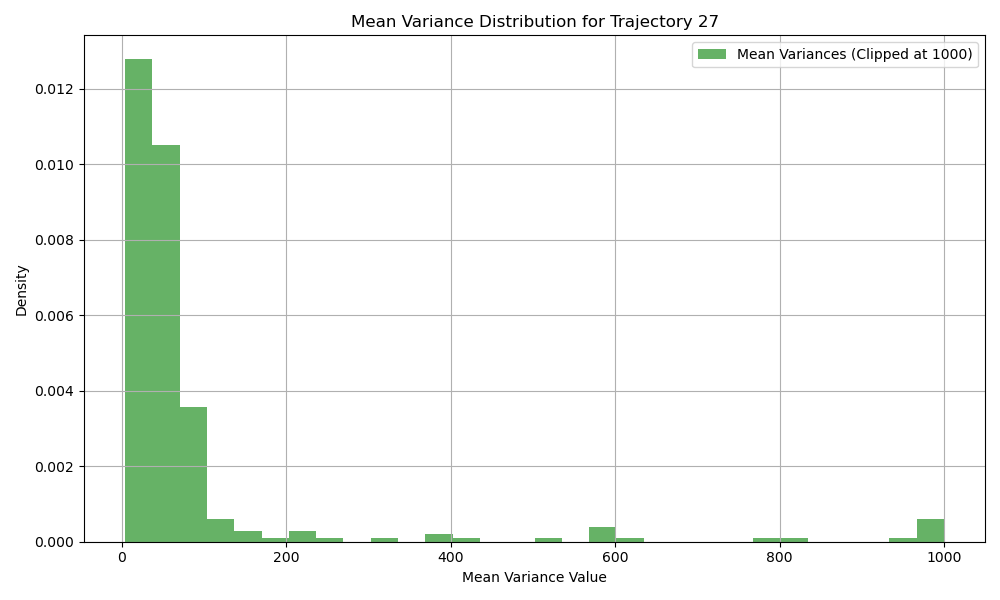 Mean Variance Distribution for Trajectory 27
Mean Variances (Clipped at 1000)
0.012
0.010
0.008
0.006
0.004
0.002
0.000
Density
0 200 400 600 800 1000
Mean Variance Value